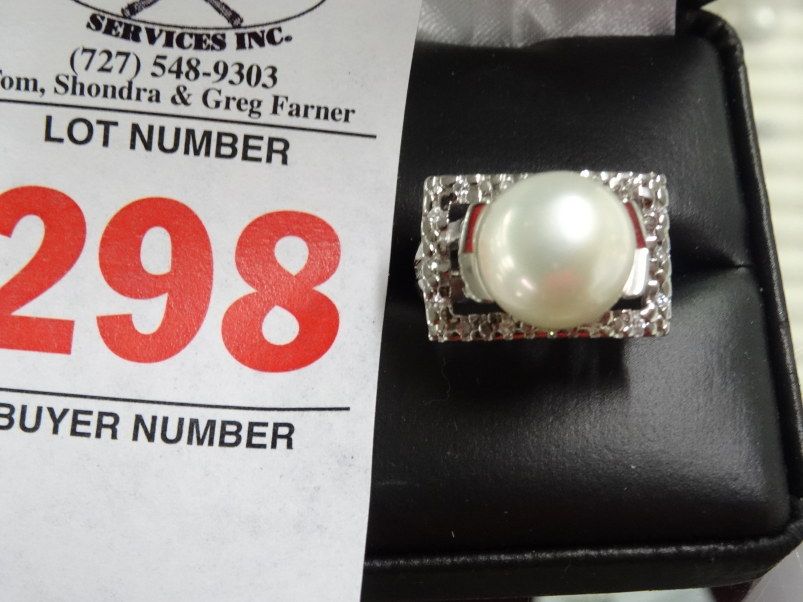 SERVICES INC.
(727) 548-9303
Tom, Shondra & Greg Farner
LOT NUMBER
298
BUYER NUMBER